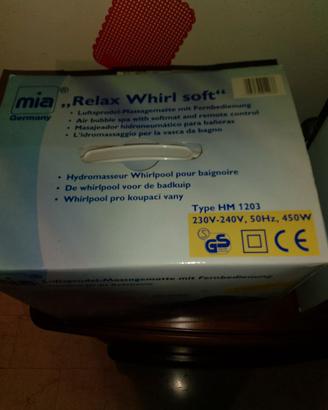 mia®
Germany
„Relax Whirl soft“
• Luftsprudel-Massagematte mit Fernbedienung
• Air bubble spa with softmat and remote control
• Masajeador hidroneumático para bañeras
• L'idromassaggio per la vasca da bagno
• Hydromasseur Whirlpool pour baignoire
• De whirlpool voor de badkuip
• Whirlpool pro koupaci vany
Type HM 1203
230V-240V, 50Hz, 450W
S GS CE
Luftsprudel-Massagematte mit Fernbedienung